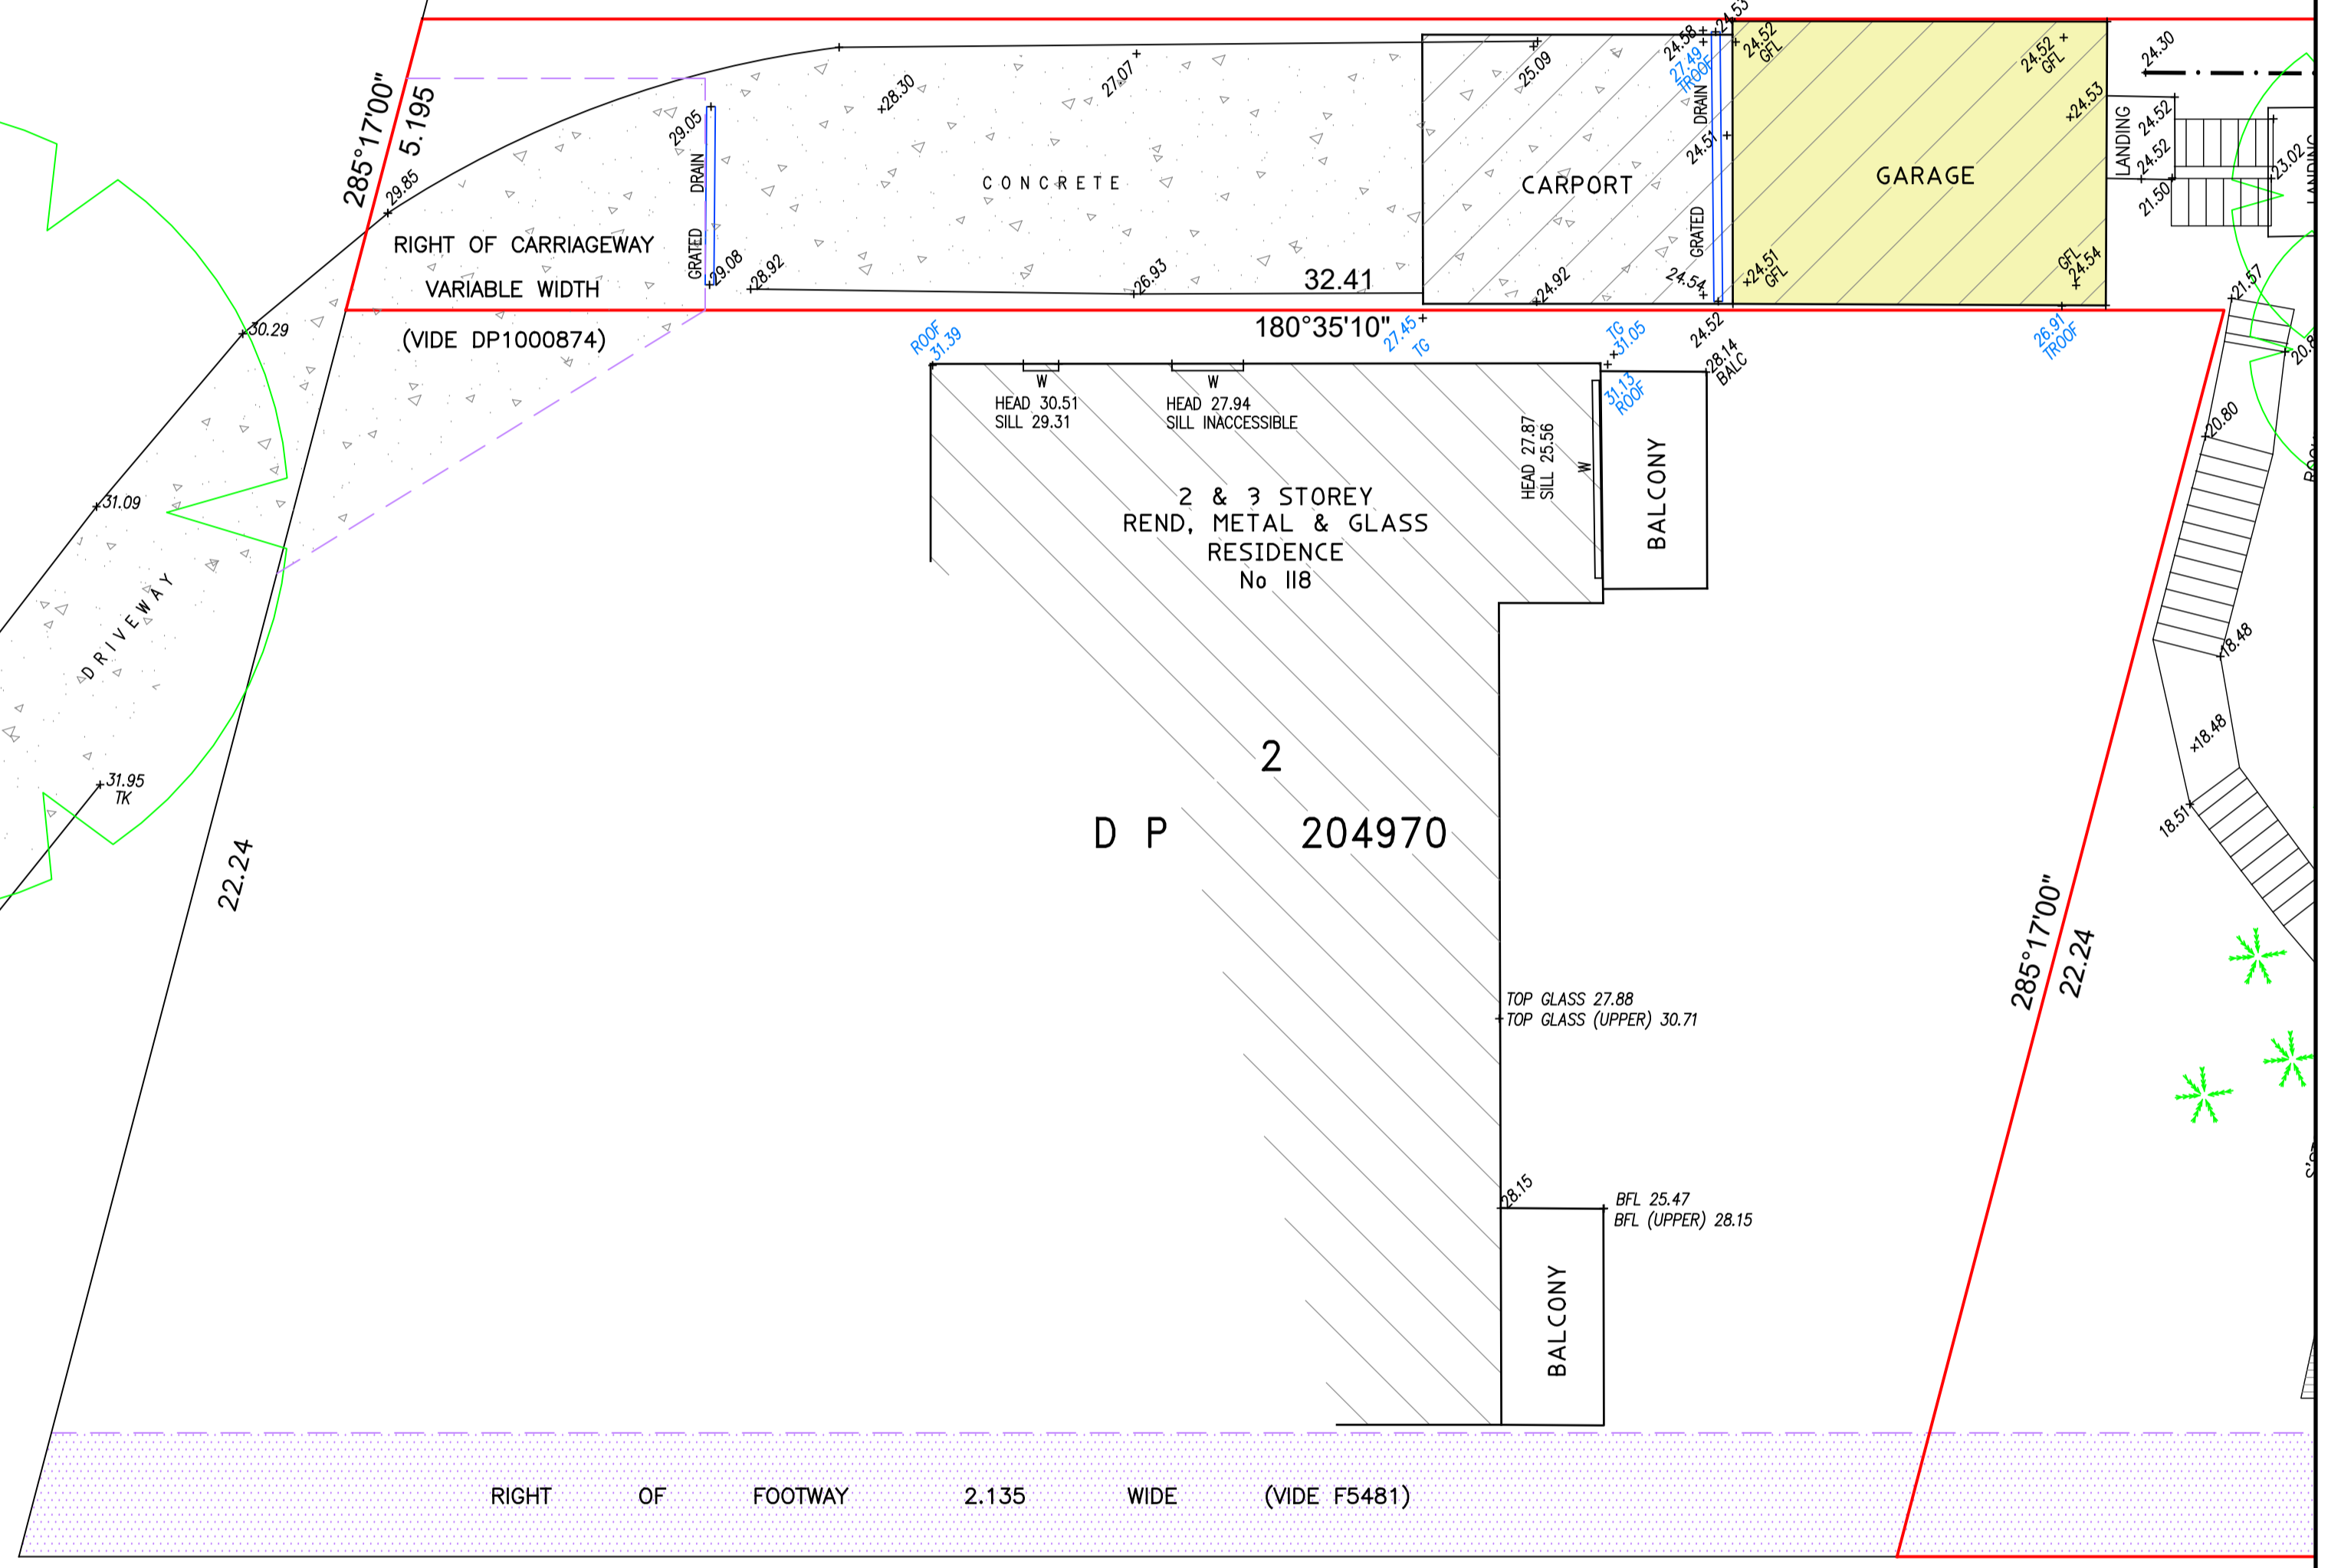 285°17'00"
5.195
29.85
29.05
GRATED DRAIN
29.08
28.92
28.30
27.07
CONCRETE
26.93
32.41
180°35'10"
25.09
CARPORT
24.92
24.58
24.53
27.49
TROOF
24.52
GFL
GRATED DRAIN
24.51
24.54
24.51
GFL
GARAGE
24.52
GFL
24.53
GFL
24.54
24.30
LANDING
24.52
24.52
21.50
23.02
LANDING
21.57
RIGHT OF CARRIAGEWAY
VARIABLE WIDTH
(VIDE DP1000874)
30.29
31.09
DRIVEWAY
31.95
TK
22.24
ROOF
31.39
27.45
TG
TG
31.05
24.52
28.14
BALC
31.13
ROOF
26.91
TROOF
W
HEAD 30.51
SILL 29.31
W
HEAD 27.94
SILL INACCESSIBLE
HEAD 27.87
SILL 25.56
W
BALCONY
2 & 3 STOREY
REND, METAL & GLASS
RESIDENCE
No 118
20.80
18.48
18.48
18.51
2
DP 204970
285°17'00"
22.24
TOP GLASS 27.88
TOP GLASS (UPPER) 30.71
28.15
BFL 25.47
BFL (UPPER) 28.15
BALCONY
RIGHT OF FOOTWAY 2.135 WIDE (VIDE F5481)